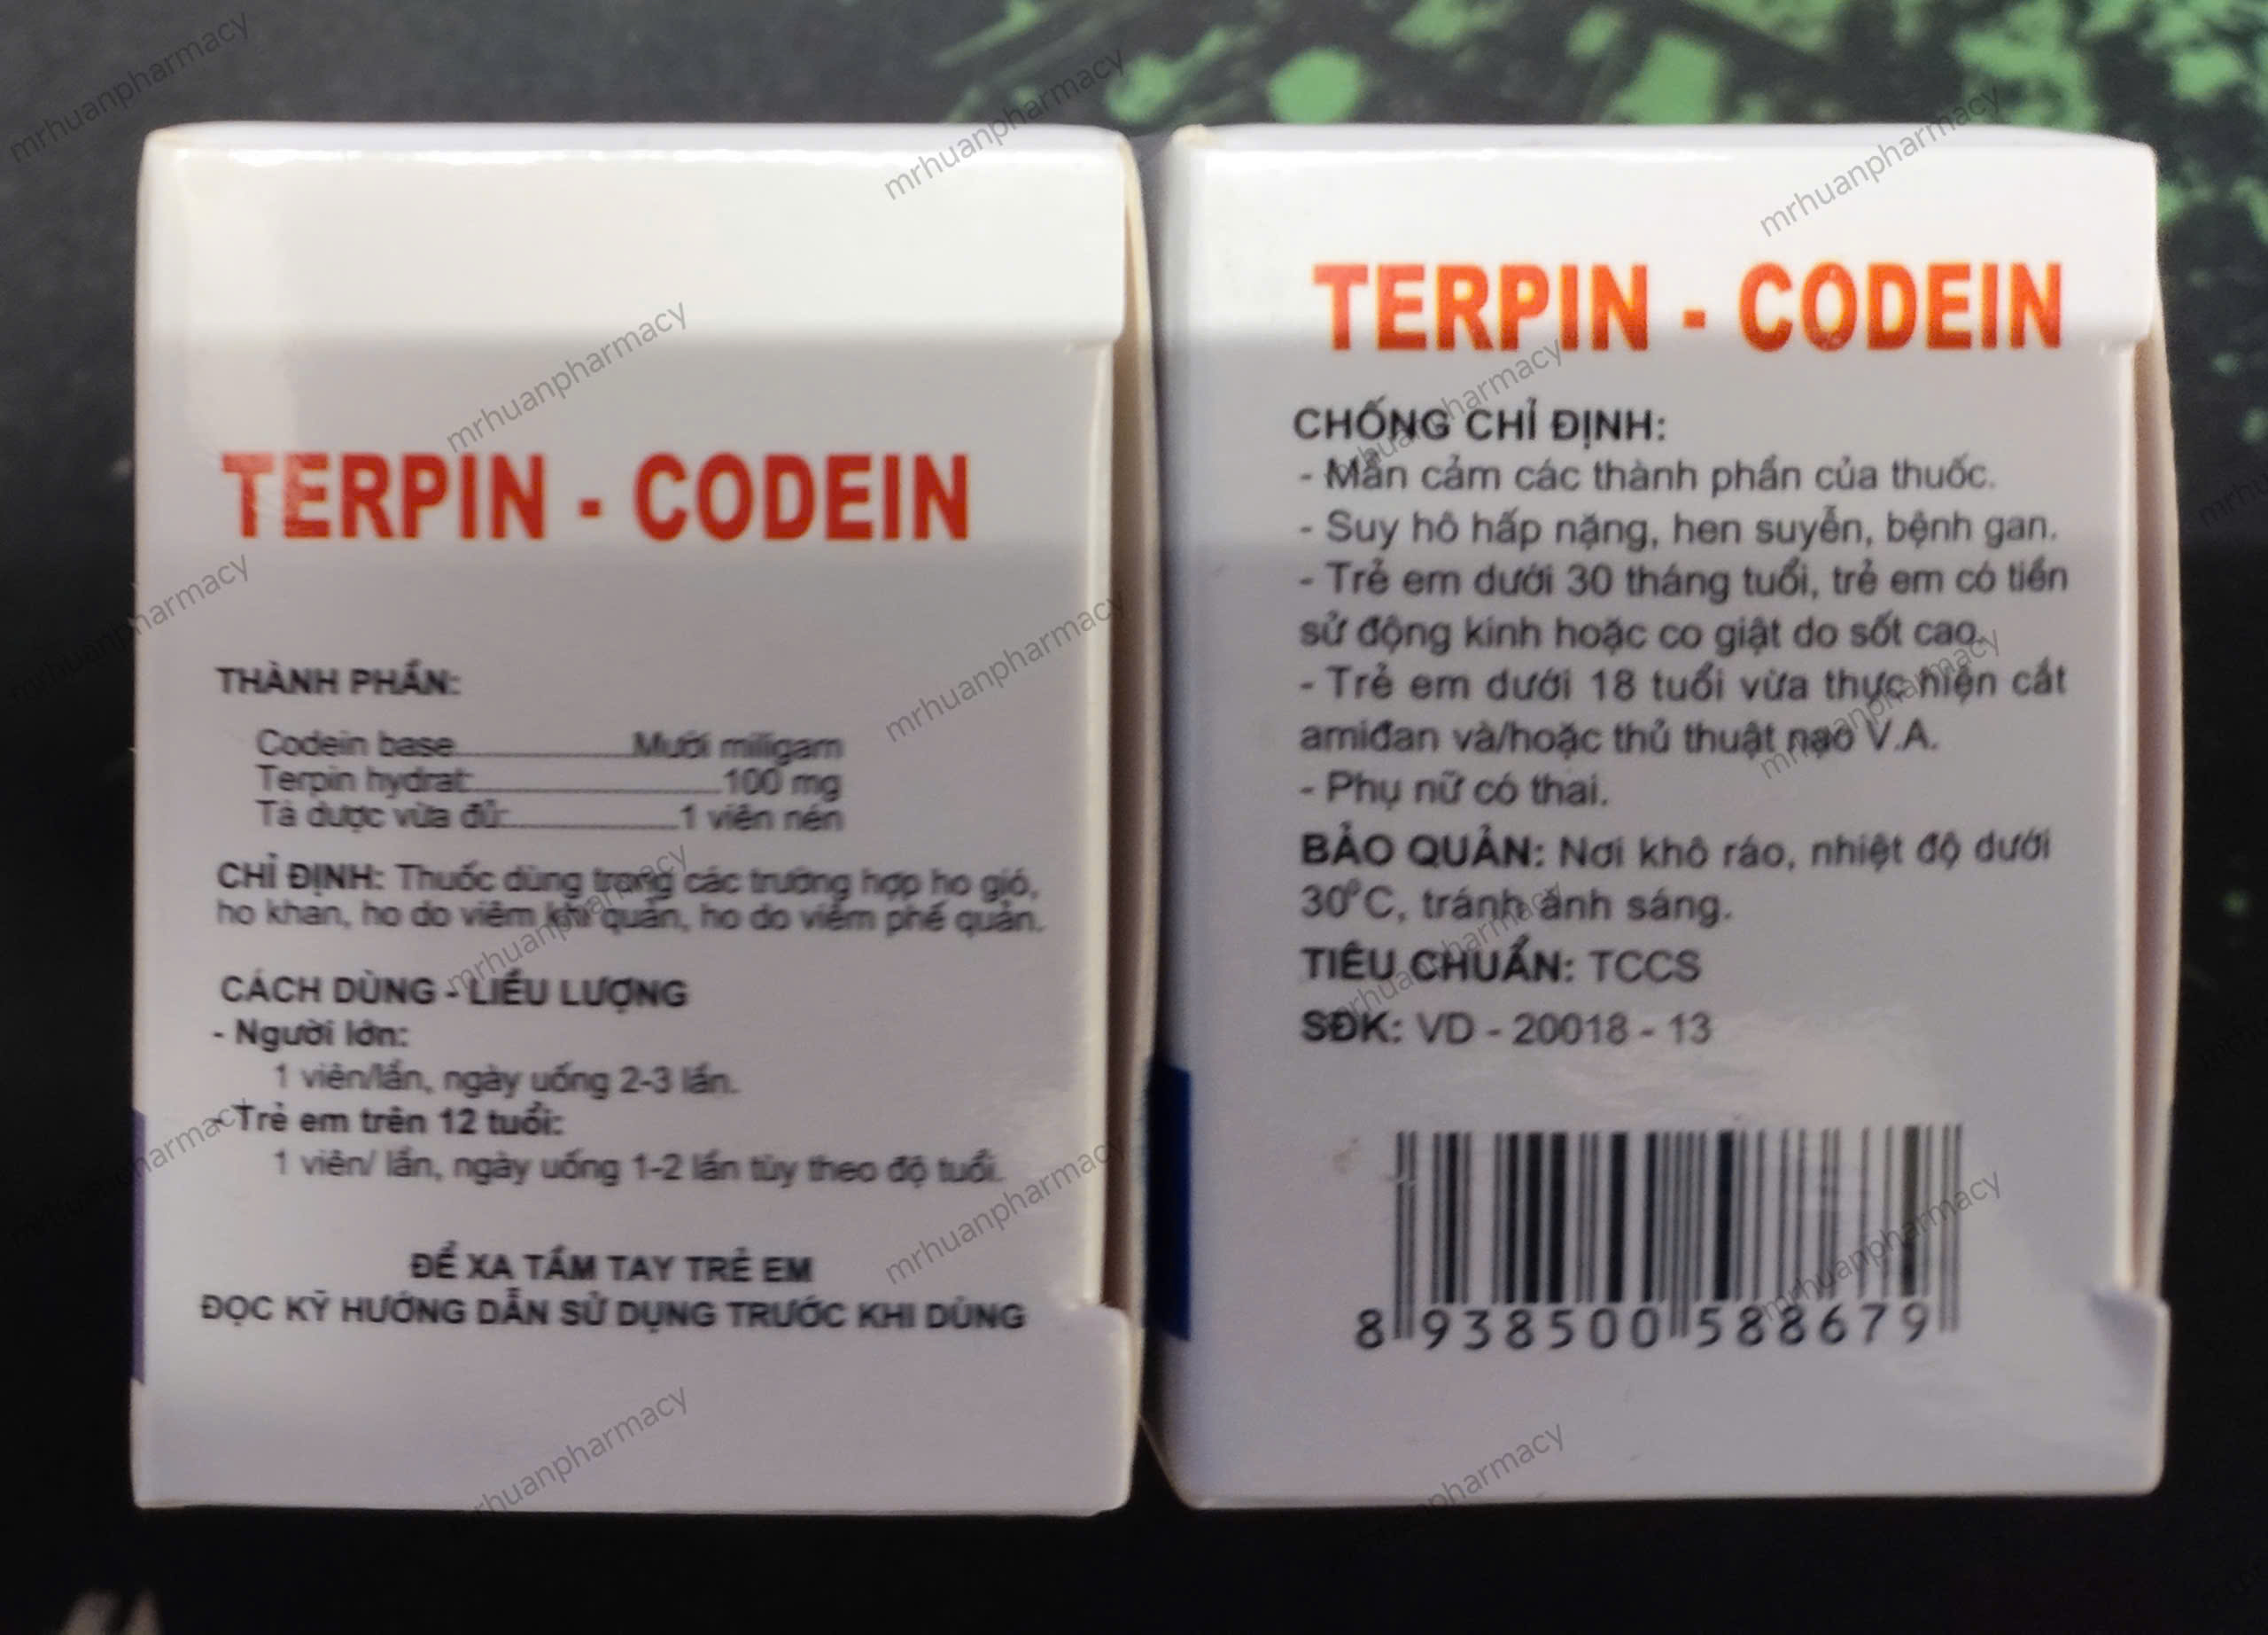 TERPIN - CODEIN
THÀNH PHẦN:
Codein base....................Mười miligam
Terpin hydrat:............................100 mg
Tá dược vừa đủ:...................1 viên nén
CHỈ ĐỊNH: Thuốc dùng trong các trường hợp ho gió,
ho khan, ho do viêm khí quản, ho do viêm phế quản.
CÁCH DÙNG - LIỀU LƯỢNG
- Người lớn:
1 viên/lần, ngày uống 2-3 lần.
- Trẻ em trên 12 tuổi:
1 viên/ lần, ngày uống 1-2 lần tùy theo độ tuổi.
ĐỂ XA TẦM TAY TRẺ EM
ĐỌC KỸ HƯỚNG DẪN SỬ DỤNG TRƯỚC KHI DÙNG
TERPIN - CODEIN
CHỐNG CHỈ ĐỊNH:
- Mẫn cảm các thành phần của thuốc.
- Suy hô hấp nặng, hen suyễn, bệnh gan.
- Trẻ em dưới 30 tháng tuổi, trẻ em có tiền
sử động kinh hoặc co giật do sốt cao.
- Trẻ em dưới 18 tuổi vừa thực hiện cắt
amiđan và/hoặc thủ thuật nạo V.A.
- Phụ nữ có thai.
BẢO QUẢN: Nơi khô ráo, nhiệt độ dưới
30⁰C, tránh ánh sáng.
TIÊU CHUẨN: TCCS
SĐK: VD - 20018 - 13
8 938500 588679
mrhuanpharmacy